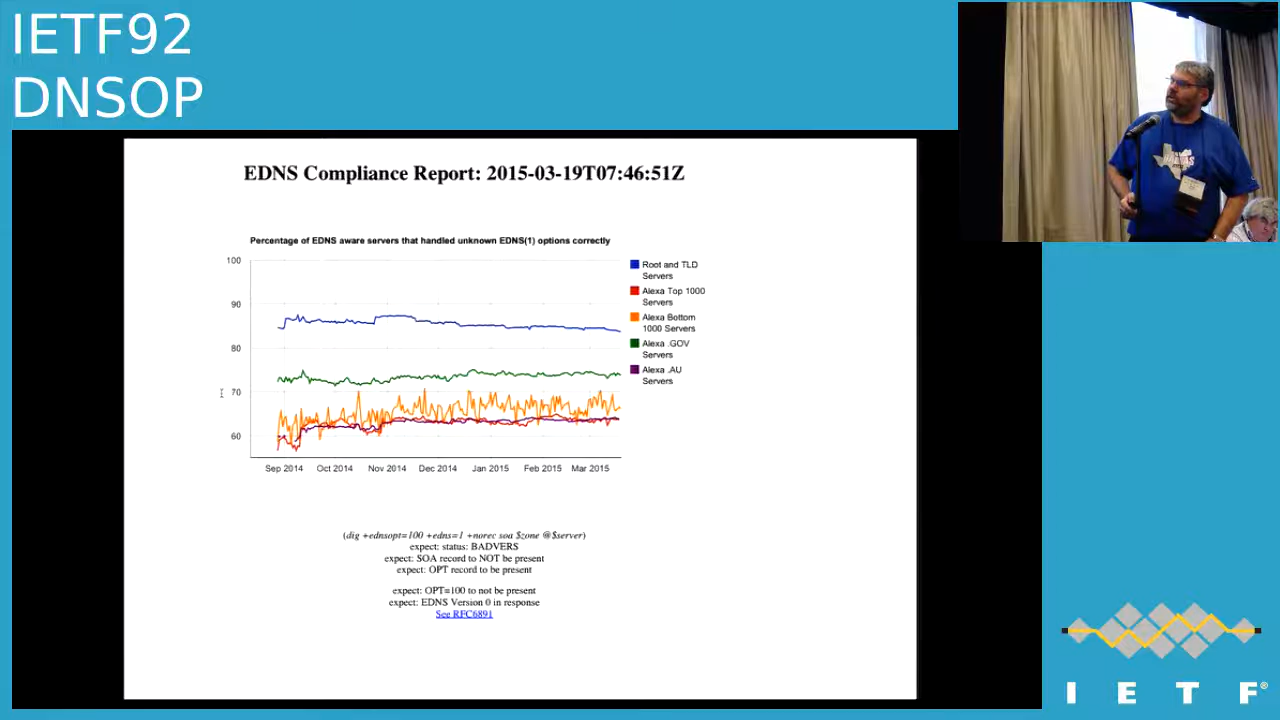 IETF92
DNSOP
EDNS Compliance Report: 2015-03-19T07:46:51Z
Percentage of EDNS aware servers that handled unknown EDNS(1) options correctly
100
90
80
70
60
Sep 2014 Oct 2014 Nov 2014 Dec 2014 Jan 2015 Feb 2015 Mar 2015
Root and TLD
Servers
Alexa Top 1000
Servers
Alexa Bottom
1000 Servers
Alexa .GOV
Servers
Alexa .AU
Servers
(dig +ednsopt=100 +edns=1 +norec soa $zone @$server)
expect: status: BADVERS
expect: SOA record to NOT be present
expect: OPT record to be present
expect: OPT=100 to not be present
expect: EDNS Version 0 in response
See RFC6891
I E T F®